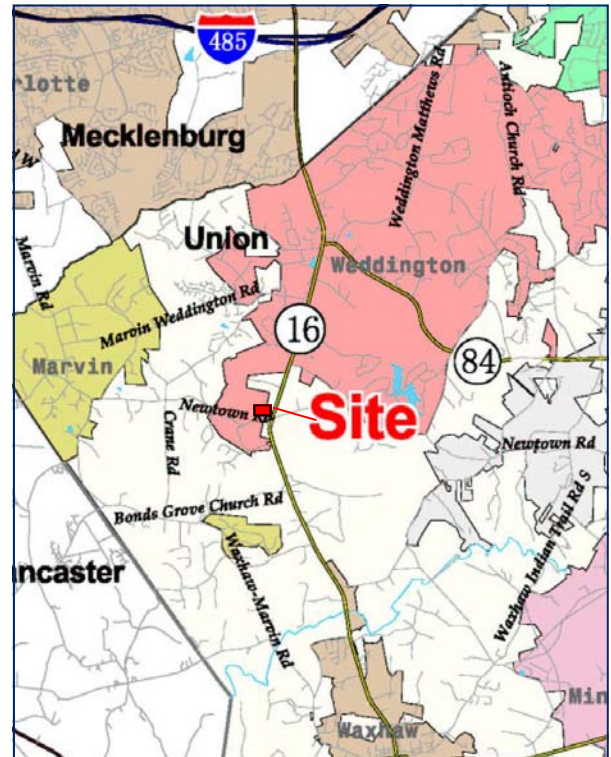 485
rlotte
Mecklenburg
d W
Marvin Rd
Weddington Matthews Rd
Antioch Church Rd
Union
Weddington
Marvin Weddington Rd
16
Marvin
84
Newtown Rd
Site
Crane Rd
Newtown Rd
Bonds Grove Church Rd
Waxhaw Indian Trail Rd S
ncaster
Waxhaw-Marvin Rd
Min
Waxhaw